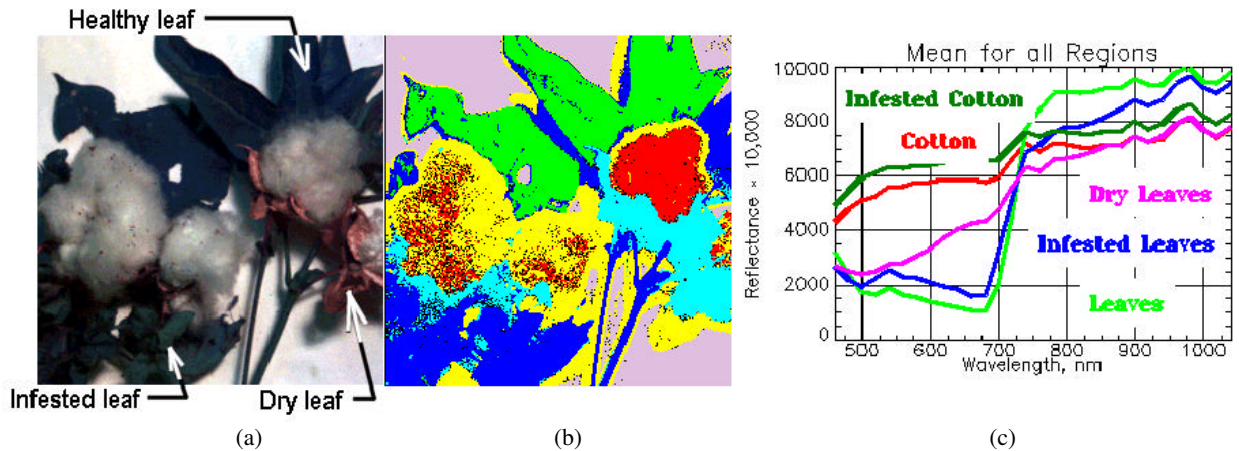 Healthy leaf
Infested leaf
Dry leaf
(a)
(b)
Mean for all Regions
Reflectance × 10,000
10000
8000
6000
4000
2000
0
Infested Cotton
Cotton
Dry Leaves
Infested Leaves
Leaves
500 600 700 800 900 1000
Wavelength, nm
(c)